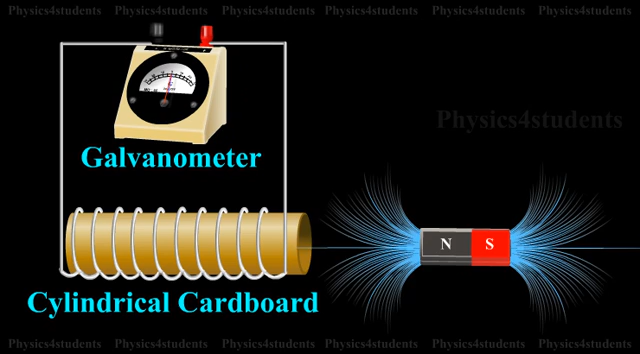 Physics4students Physics4students Physics4students Physics4students Physics4students Physics4students
Physics4students
Galvanometer
N S
Cylindrical Cardboard
Physics4students Physics4students Physics4students Physics4students Physics4students Physics4students